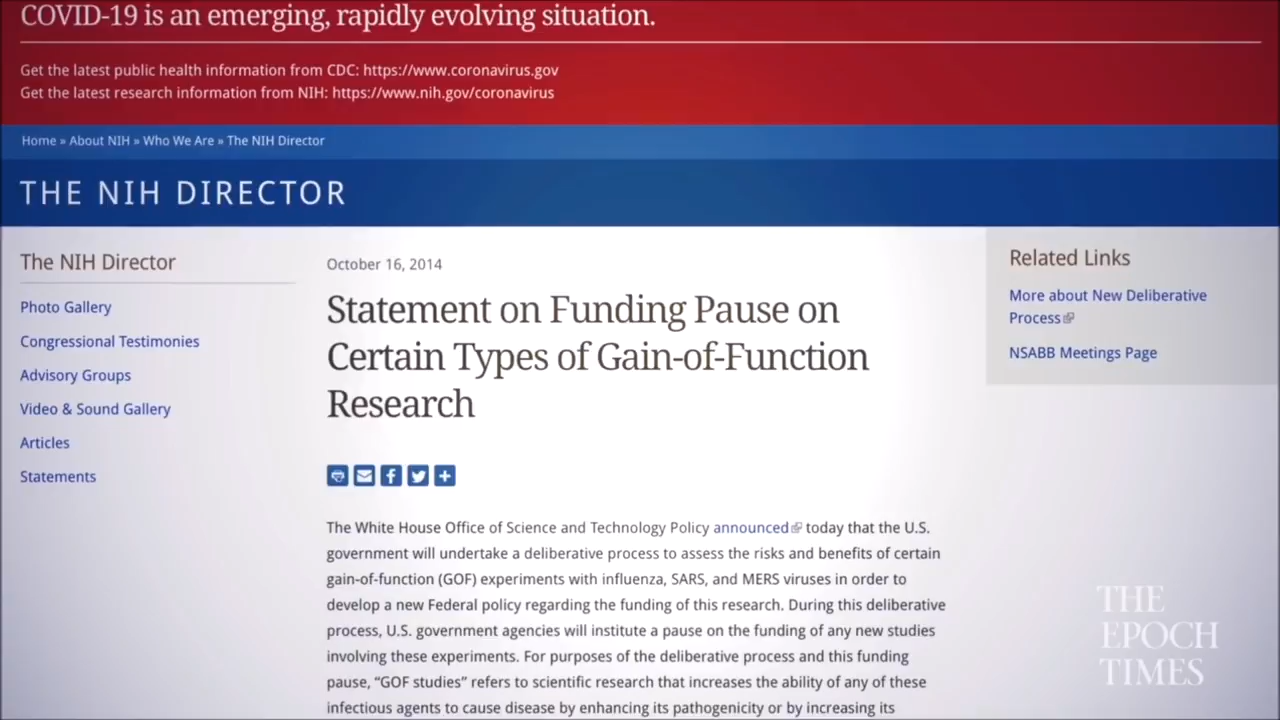 COVID-19 is an emerging, rapidly evolving situation.
Get the latest public health information from CDC: https://www.coronavirus.gov
Get the latest research information from NIH: https://www.nih.gov/coronavirus
Home » About NIH » Who We Are » The NIH Director
THE NIH DIRECTOR
The NIH Director
Photo Gallery
Congressional Testimonies
Advisory Groups
Video & Sound Gallery
Articles
Statements
October 16, 2014
Statement on Funding Pause on
Certain Types of Gain-of-Function
Research
The White House Office of Science and Technology Policy announced today that the U.S.
government will undertake a deliberative process to assess the risks and benefits of certain
gain-of-function (GOF) experiments with influenza, SARS, and MERS viruses in order to
develop a new Federal policy regarding the funding of this research. During this deliberative
process, U.S. government agencies will institute a pause on the funding of any new studies
involving these experiments. For purposes of the deliberative process and this funding
pause, “GOF studies” refers to scientific research that increases the ability of any of these
infectious agents to cause disease by enhancing its pathogenicity or by increasing its
Related Links
More about New Deliberative
Process
NSABB Meetings Page
THE
EPOCH
TIMES